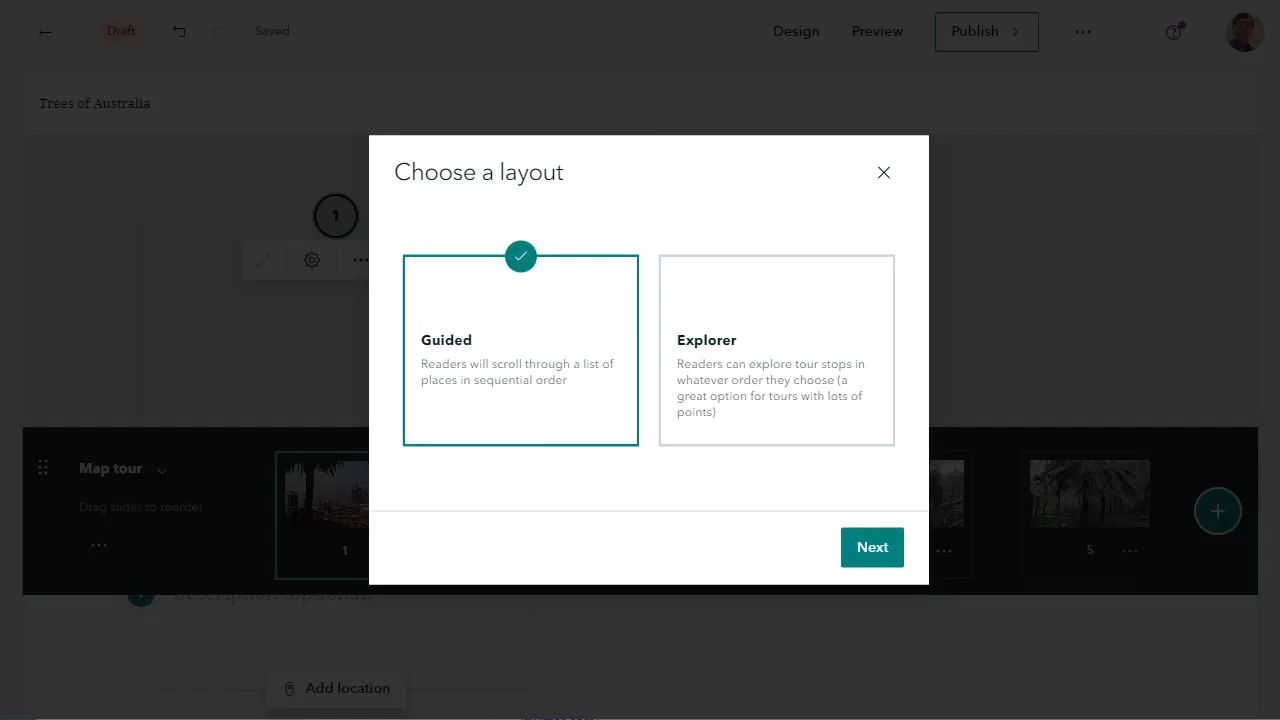 Draft
Saved
Design
Preview
Publish
Trees of Australia
Choose a layout
1
Guided
Readers will scroll through a list of
places in sequential order
Explorer
Readers can explore tour stops in
whatever order they choose (a
great option for tours with lots of
points)
Map tour
Drag slides to reorder
1
5
Next
Add location